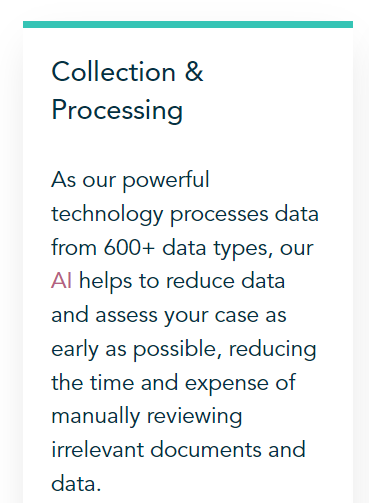 Collection &
Processing
As our powerful
technology processes data
from 600+ data types, our
AI helps to reduce data
and assess your case as
early as possible, reducing
the time and expense of
manually reviewing
irrelevant documents and
data.